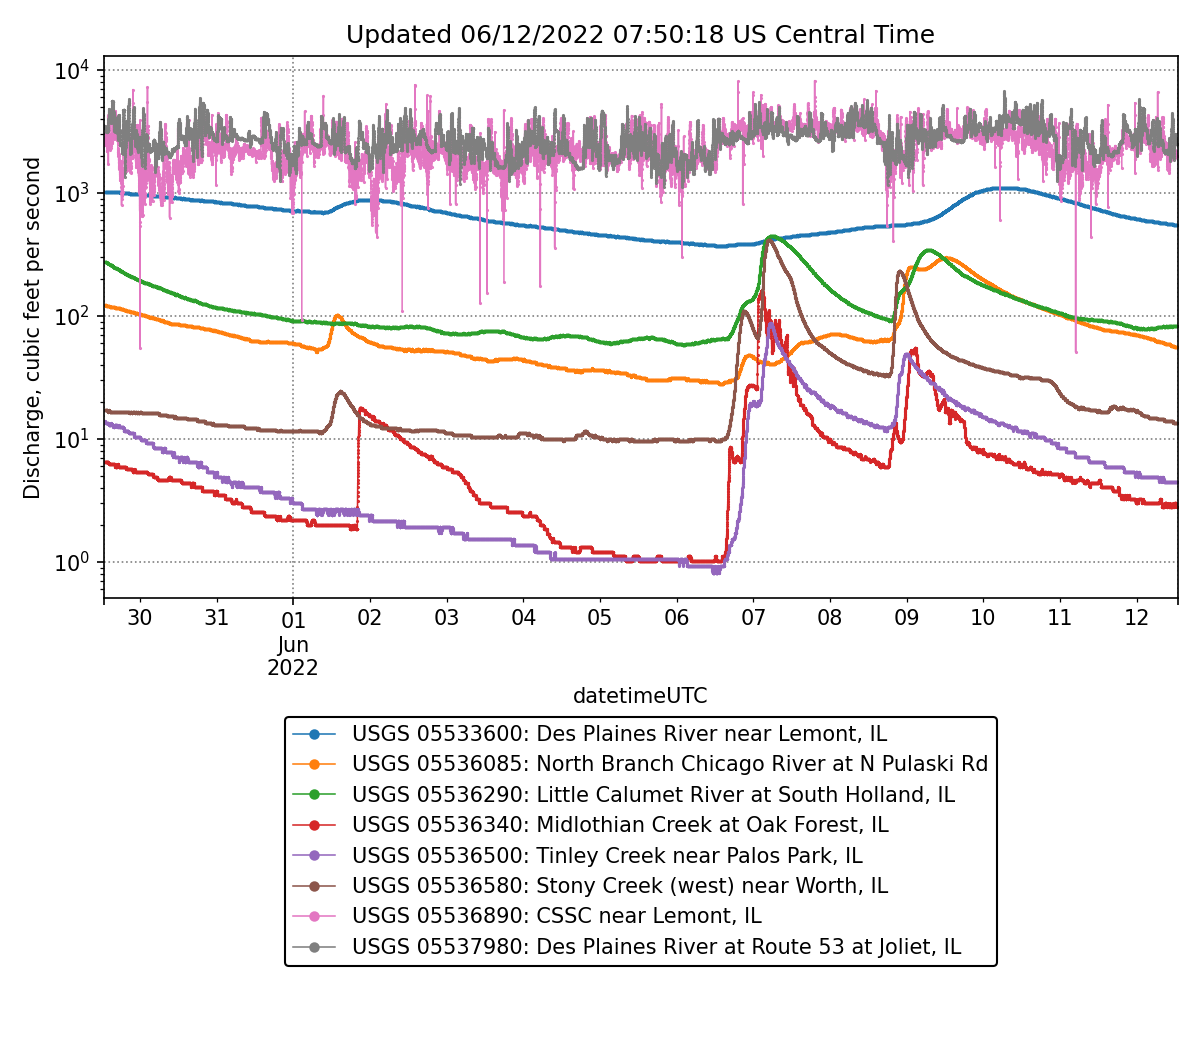 Updated 06/12/2022 07:50:18 US Central Time
Discharge, cubic feet per second
10^4
10^3
10^2
10^1
10^0
30 31 01 02 03 04 05 06 07 08 09 10 11 12
Jun
2022
datetimeUTC
USGS 05533600: Des Plaines River near Lemont, IL
USGS 05536085: North Branch Chicago River at N Pulaski Rd
USGS 05536290: Little Calumet River at South Holland, IL
USGS 05536340: Midlothian Creek at Oak Forest, IL
USGS 05536500: Tinley Creek near Palos Park, IL
USGS 05536580: Stony Creek (west) near Worth, IL
USGS 05536890: CSSC near Lemont, IL
USGS 05537980: Des Plaines River at Route 53 at Joliet, IL